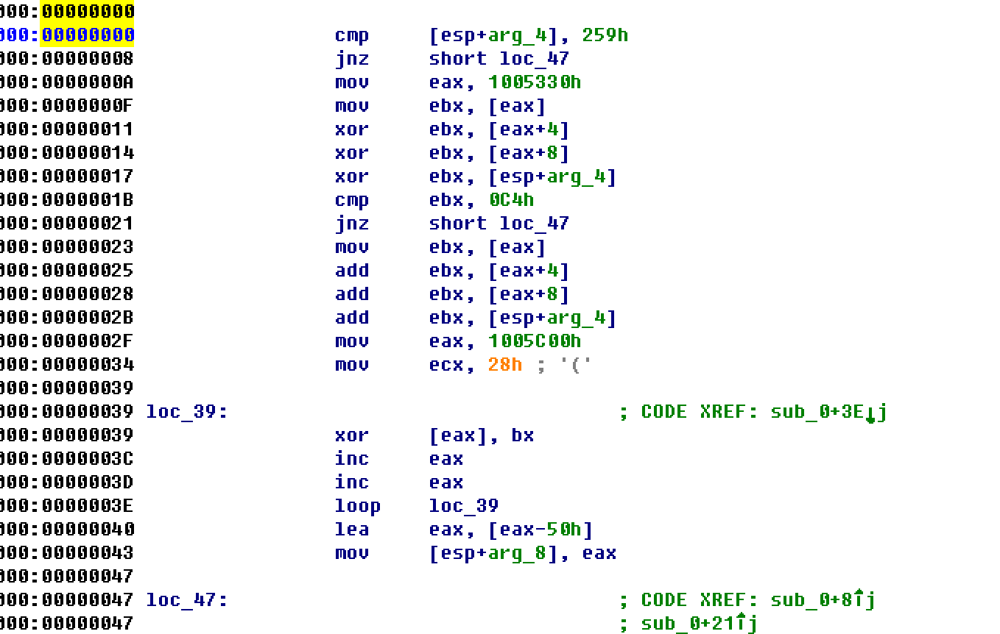 000:00000000
000:00000000 cmp [esp+arg_4], 259h
000:00000008 jnz short loc_47
000:0000000A mov eax, 1005330h
000:0000000F mov ebx, [eax]
000:00000011 xor ebx, [eax+4]
000:00000014 xor ebx, [eax+8]
000:00000017 xor ebx, [esp+arg_4]
000:0000001B cmp ebx, 0C4h
000:00000021 jnz short loc_47
000:00000023 mov ebx, [eax]
000:00000025 add ebx, [eax+4]
000:00000028 add ebx, [eax+8]
000:0000002B add ebx, [esp+arg_4]
000:0000002F mov eax, 1005C00h
000:00000034 mov ecx, 28h ; '('
000:00000039
000:00000039 loc_39: ; CODE XREF: sub_0+3E↓j
000:00000039 xor [eax], bx
000:0000003C inc eax
000:0000003D inc eax
000:0000003E loop loc_39
000:00000040 lea eax, [eax-50h]
000:00000043 mov [esp+arg_8], eax
000:00000047
000:00000047 loc_47: ; CODE XREF: sub_0+8↑j
000:00000047 ; sub_0+21↑j